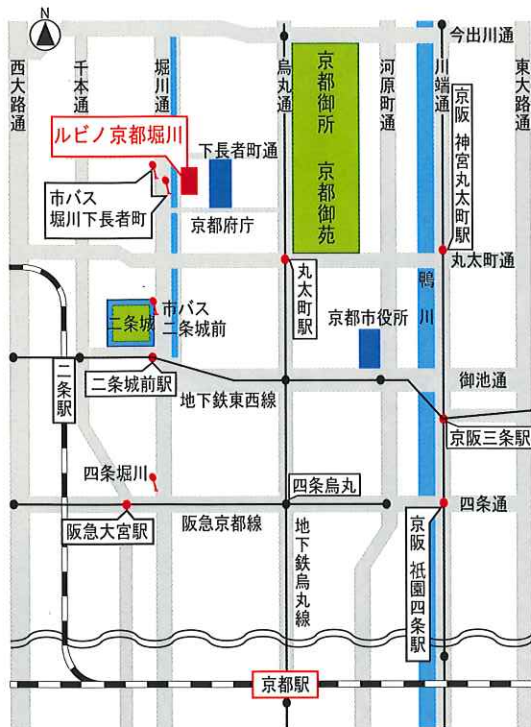 N
今出川通
西大路通
千本通
堀川通
烏丸通
京都御所
京都御苑
河原町通
川端通
東大路通
京阪 神宮丸太町駅
ルビノ京都堀川
下長者町通
市バス
堀川下長者町
京都府庁
丸太町通
丸太町駅
鴨川
二条城
市バス
二条城前
京都市役所
二条駅
二条城前駅
御池通
地下鉄東西線
京阪三条駅
四条堀川
四条烏丸
四条通
阪急大宮駅
阪急京都線
地下鉄烏丸線
京阪 祇園四条駅
京都駅